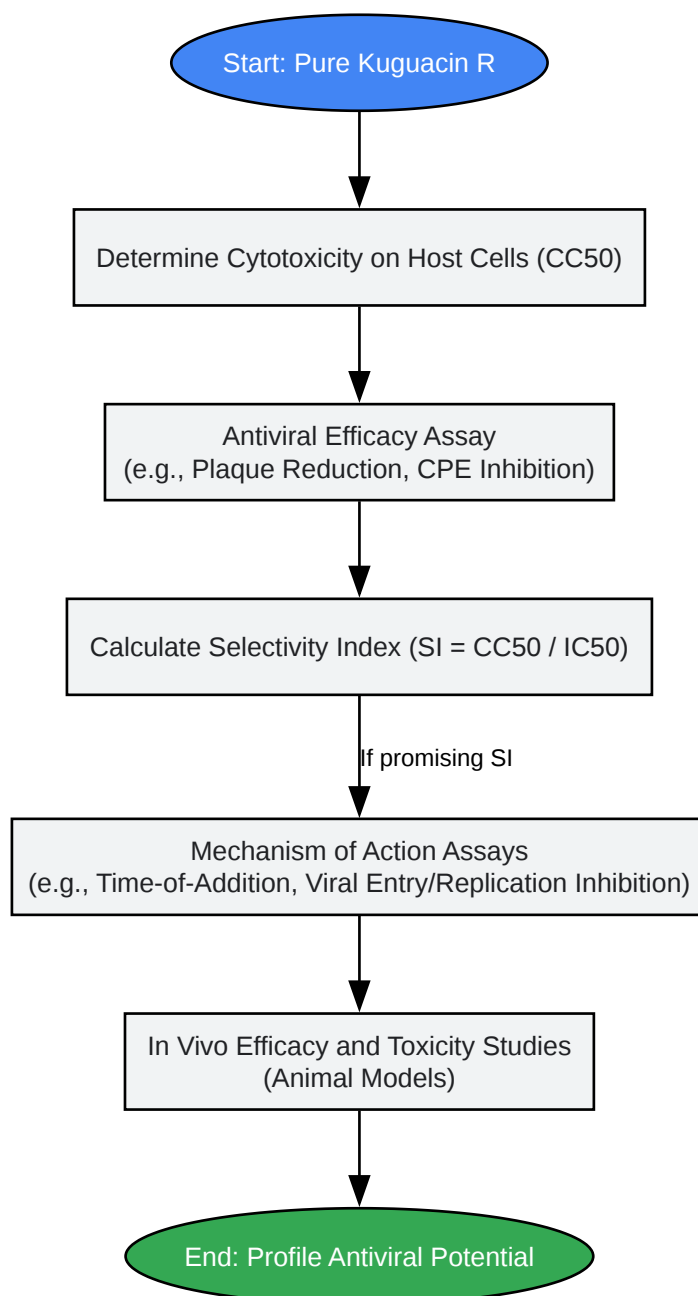 Start: Pure Kuguacin R
Determine Cytotoxicity on Host Cells (CC50)
Antiviral Efficacy Assay
(e.g., Plaque Reduction, CPE Inhibition)
Calculate Selectivity Index (SI = CC50 / IC50)
If promising SI
Mechanism of Action Assays
(e.g., Time-of-Addition, Viral Entry/Replication Inhibition)
In Vivo Efficacy and Toxicity Studies
(Animal Models)
End: Profile Antiviral Potential